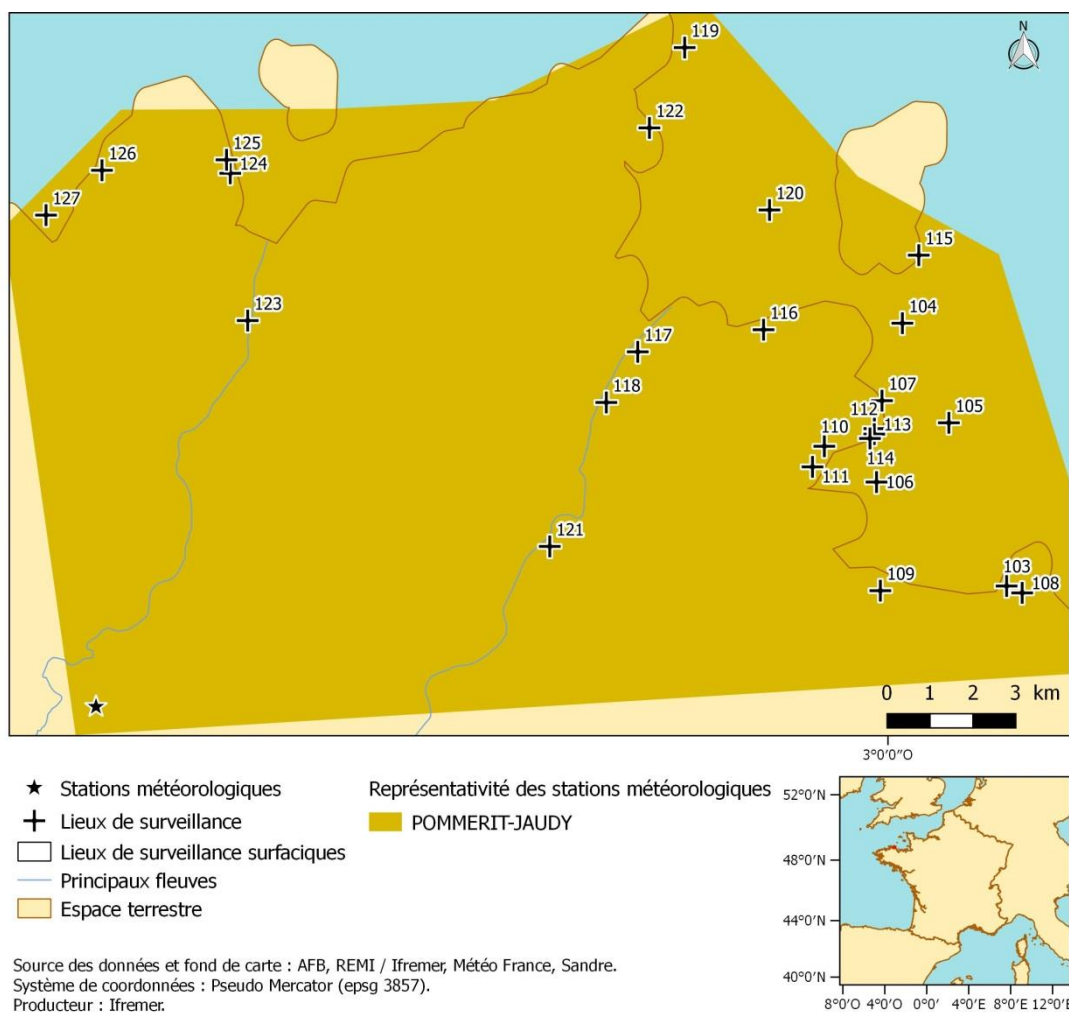 N
119
122
125
124
126
127
120
115
123
116
104
117
118
107
112
113
105
110
114
111
106
121
109
103
108
0 1 2 3 km
3°0'0"O
Stations météorologiques
Lieux de surveillance
Lieux de surveillance surfaciques
Principaux fleuves
Espace terrestre
Représentativité des stations météorologiques
POMMERIT-JAUDY
52°0'N
48°0'N
44°0'N
40°0'N
8°0'O 4°0'O 0°0' 4°0'E 8°0'E 12°0'E
Source des données et fond de carte : AFB, REMI / Ifremer, Météo France, Sandre.
Système de coordonnées : Pseudo Mercator (epsg 3857).
Producteur : Ifremer.